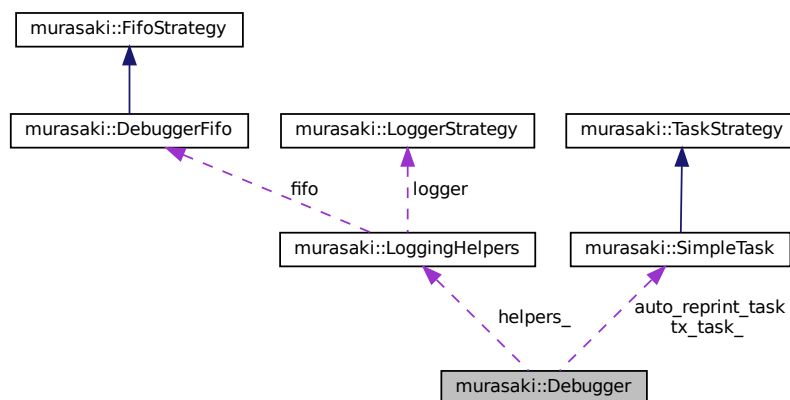 murasaki::FifoStrategy
murasaki::DebuggerFifo
murasaki::LoggerStrategy
murasaki::TaskStrategy
fifo
logger
murasaki::LoggingHelpers
murasaki::SimpleTask
helpers_
auto_reprint_task
tx_task_
murasaki::Debugger